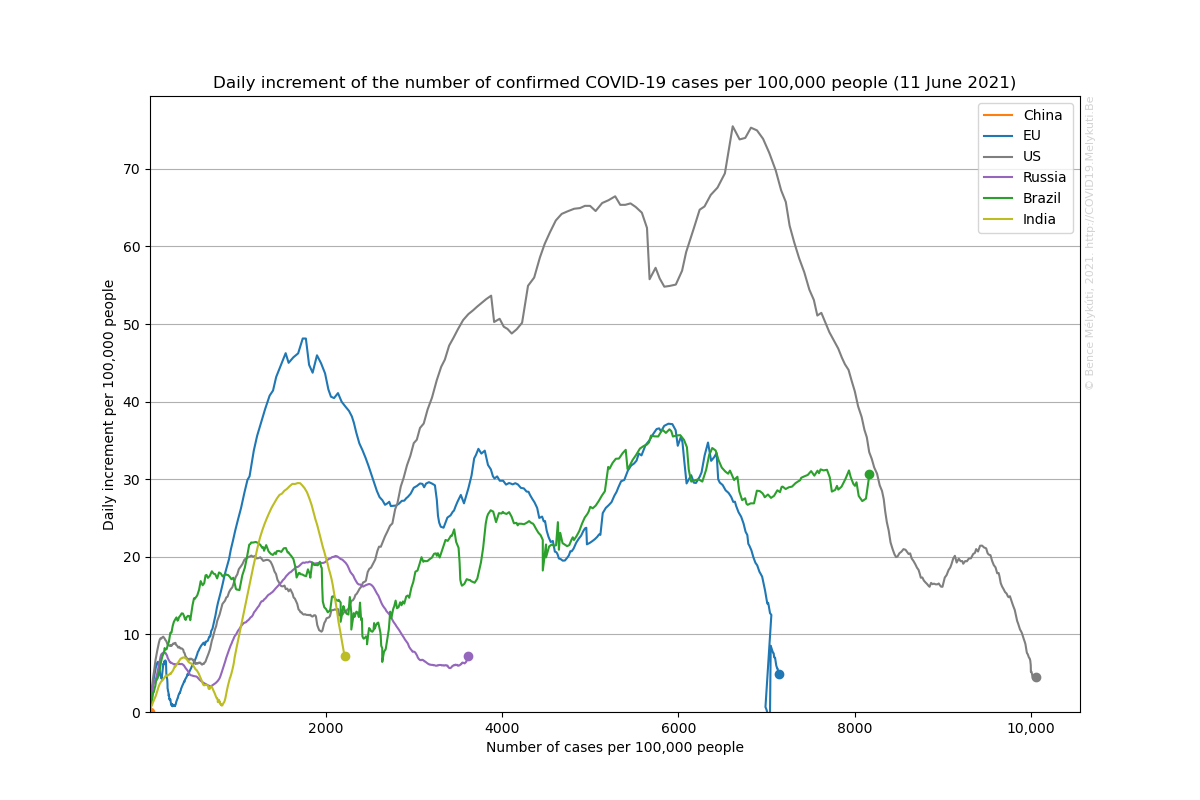 Daily increment of the number of confirmed COVID-19 cases per 100,000 people (11 June 2021)
China
EU
US
Russia
Brazil
India
© Bence Melykuti, 2021 http://COVID19.Melykuti.Be
Daily increment per 100,000 people
70
60
50
40
30
20
10
0
2000
4000
6000
8000
10,000
Number of cases per 100,000 people